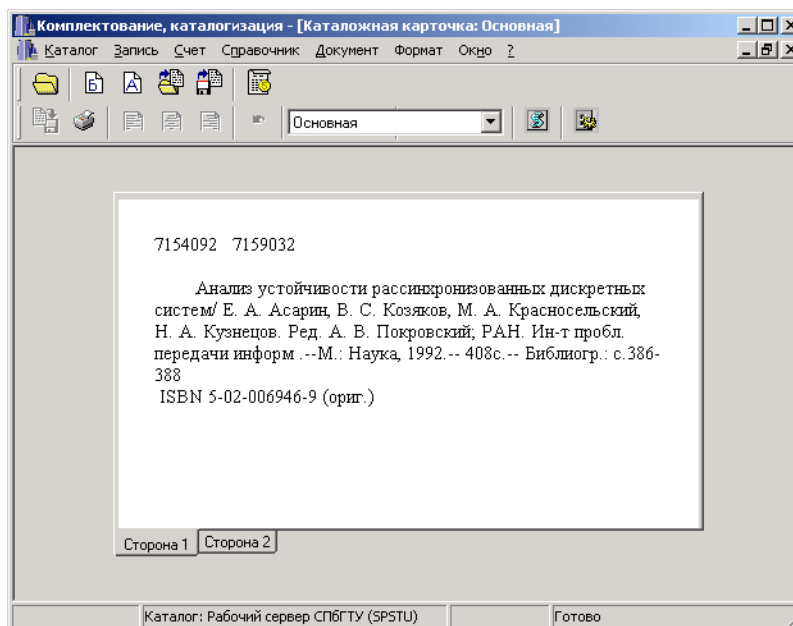 Комплектование, каталогизация - [Каталожная карточка: Основная]
Каталог Запись Счет Справочник Документ Формат Окно ?
Б А
Основная
7154092 7159032
Анализ устойчивости рассинхронизованных дискретных
систем/ Е. А. Асарин, В. С. Козяков, М. А. Красносельский,
Н. А. Кузнецов. Ред. А. В. Покровский; РАН. Ин-т пробл.
передачи информ .--М.: Наука, 1992.-- 408с.-- Библиогр.: с.386-
388
ISBN 5-02-006946-9 (ориг.)
Сторона 1 Сторона 2
Каталог: Рабочий сервер СПбГТУ (SPSTU) Готово